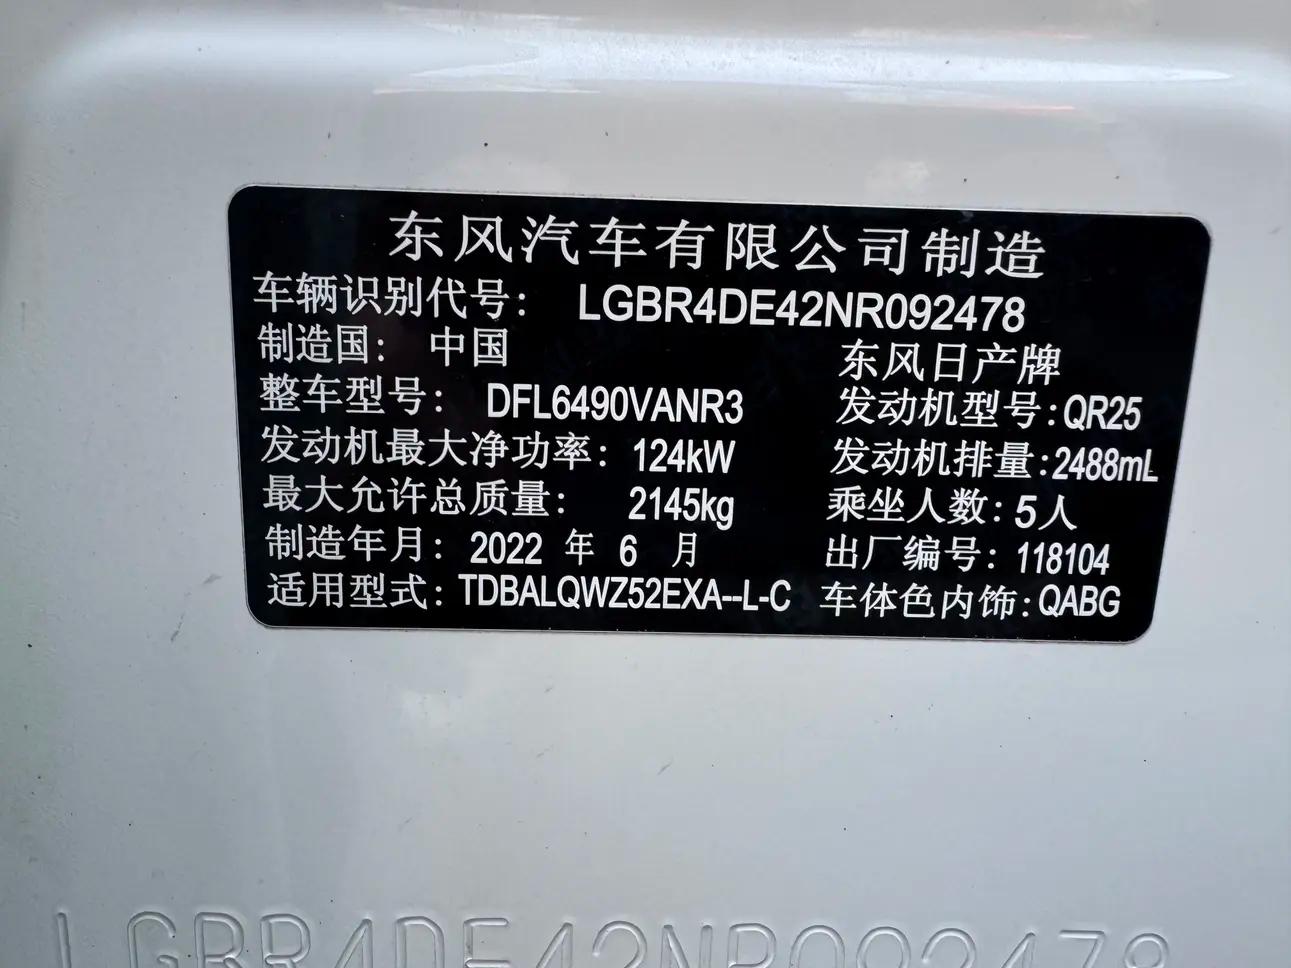 东风汽车有限公司制造
车辆识别代号： LGBR4DE42NR092478
制造国： 中国 东风日产牌
整车型号： DFL6490VANR3 发动机型号:QR25
发动机最大净功率： 124kW 发动机排量:2488mL
最大允许总质量： 2145kg 乘坐人数:5人
制造年月： 2022 年 6 月 出厂编号: 118104
适用型式：TDBALQWZ52EXA--L-C 车体色内饰:QABG
LGBR4DE42NR092478